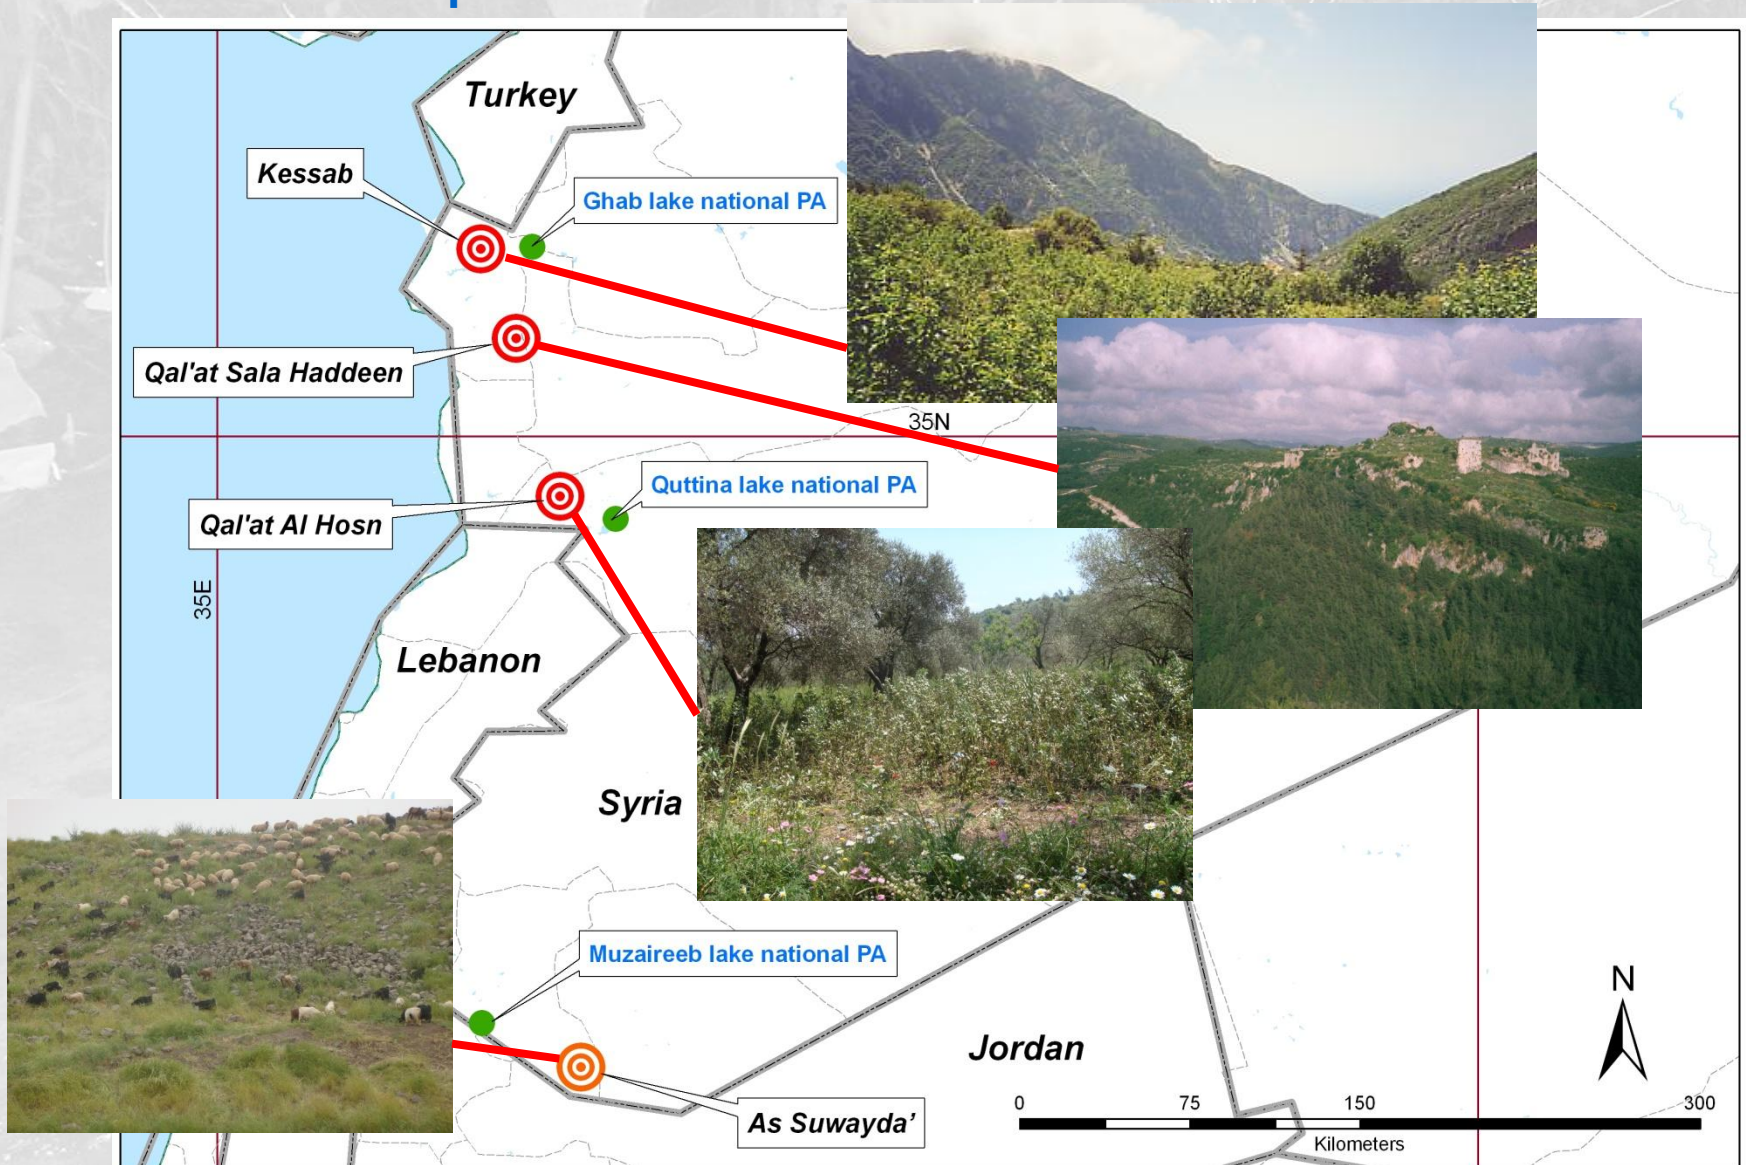 Turkey
Kessab
Ghab lake national PA
Qal'at Sala Haddeen
35N
Quttina lake national PA
Qal'at Al Hosn
35E
Lebanon
Syria
Muzaireeb lake national PA
N
Jordan
0 75 150 300
As Suwayda’
Kilometers